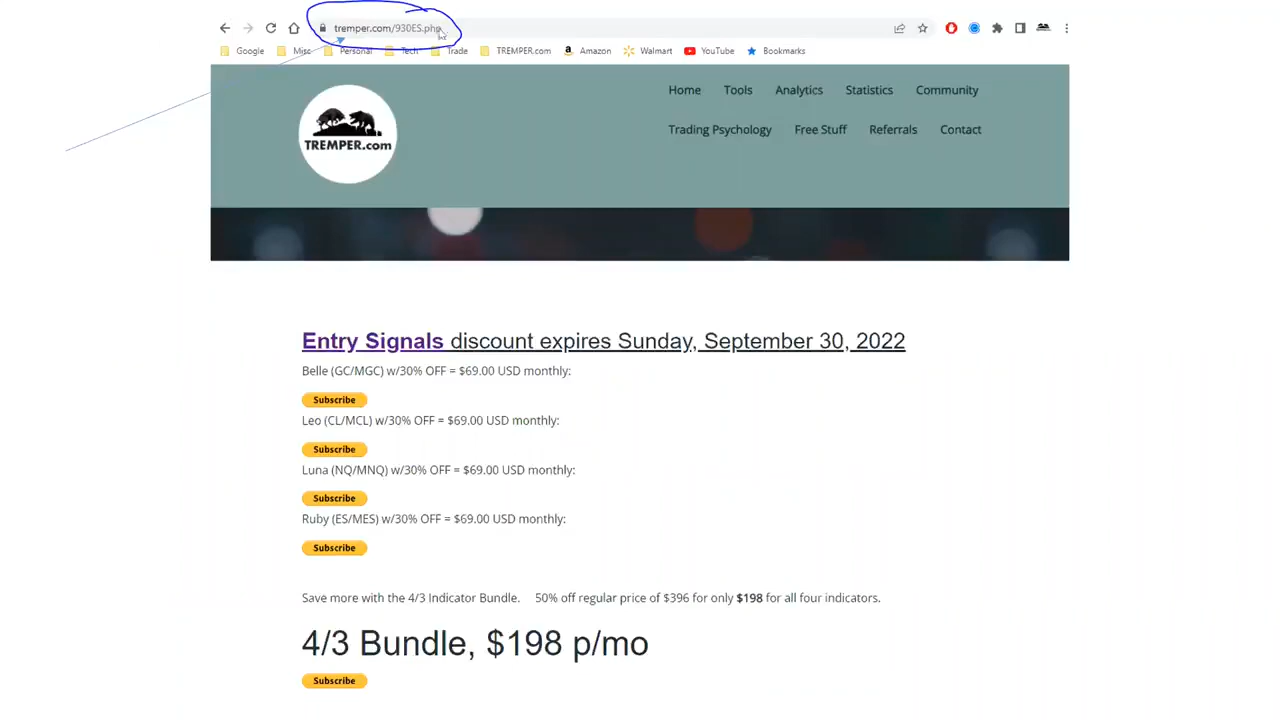 tremper.com/930ES.php
Google Misc Personal Tech Trade TREMPER.com Amazon Walmart YouTube Bookmarks
Home Tools Analytics Statistics Community
Trading Psychology Free Stuff Referrals Contact
TREMPER.com
Entry Signals discount expires Sunday, September 30, 2022
Belle (GC/MGC) w/30% OFF = $69.00 USD monthly:
Subscribe
Leo (CL/MCL) w/30% OFF = $69.00 USD monthly:
Subscribe
Luna (NQ/MNQ) w/30% OFF = $69.00 USD monthly:
Subscribe
Ruby (ES/MES) w/30% OFF = $69.00 USD monthly:
Subscribe
Save more with the 4/3 Indicator Bundle. 50% off regular price of $396 for only $198 for all four indicators.
4/3 Bundle, $198 p/mo
Subscribe